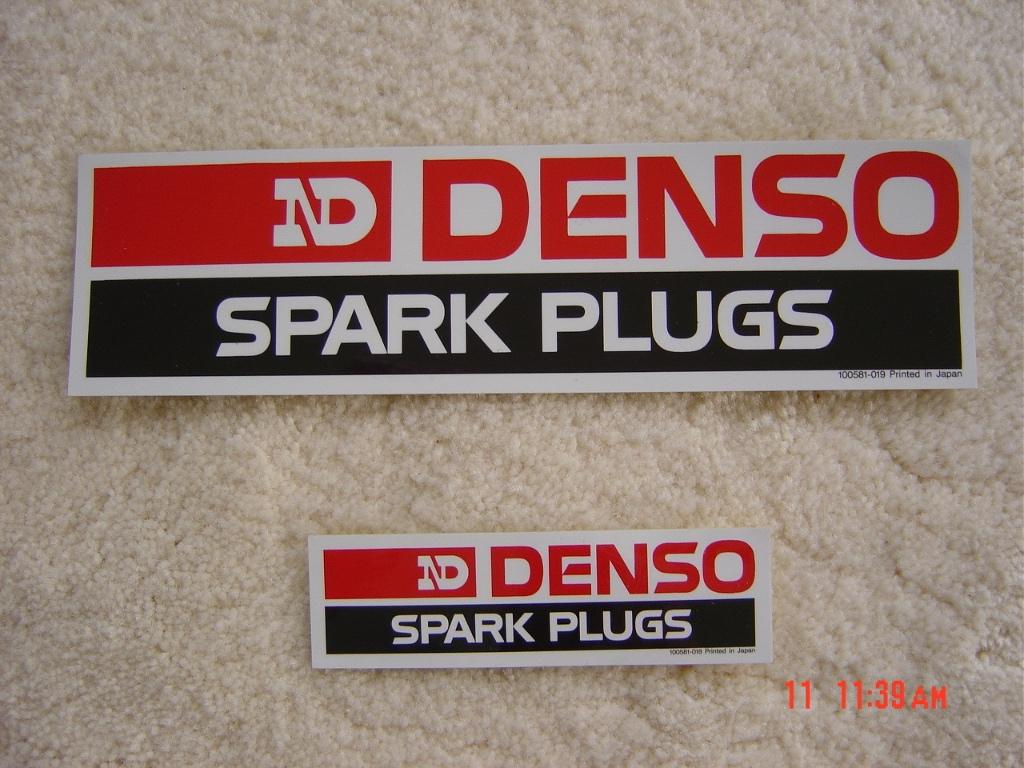 ND DENSO
SPARK PLUGS
100581-019 Printed in Japan
ND DENSO
SPARK PLUGS
100581-018 Printed in Japan
11 11:39 AM